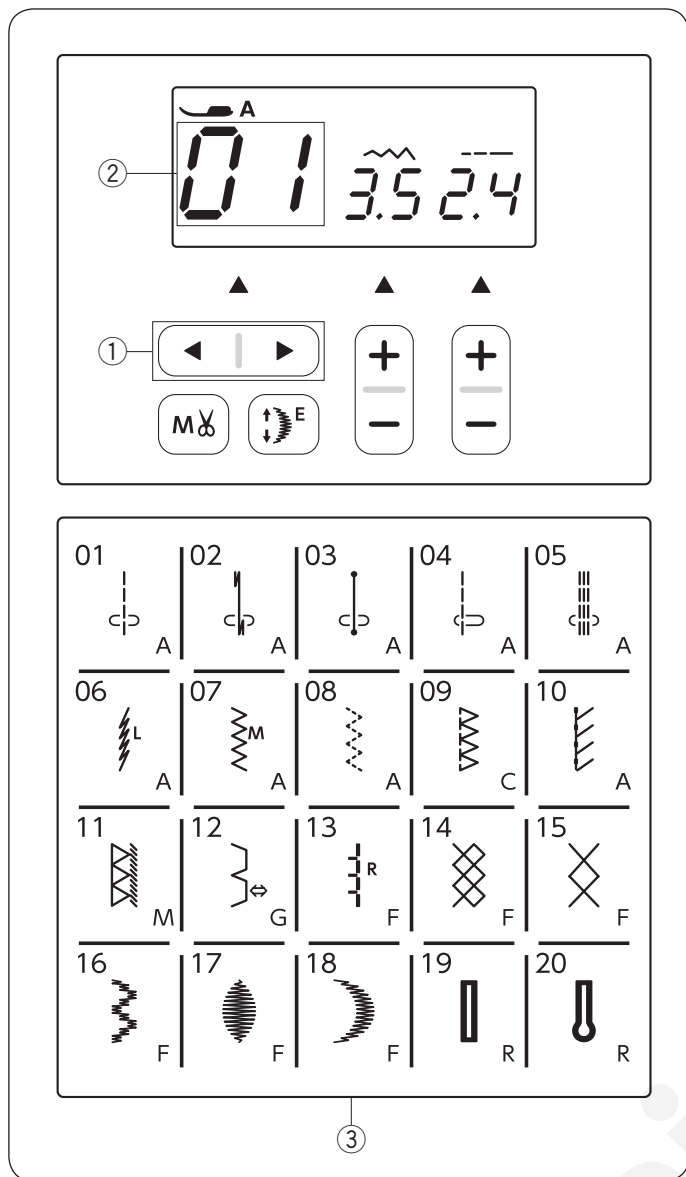 A
② 01 3.5 2.4
①
+ +
M E
− −
01 02 03 04 05
A A A A A
06 07 08 09 10
L M
A A A C A
11 12 13 14 15
R
M G F F F
16 17 18 19 20
F F F R R
③